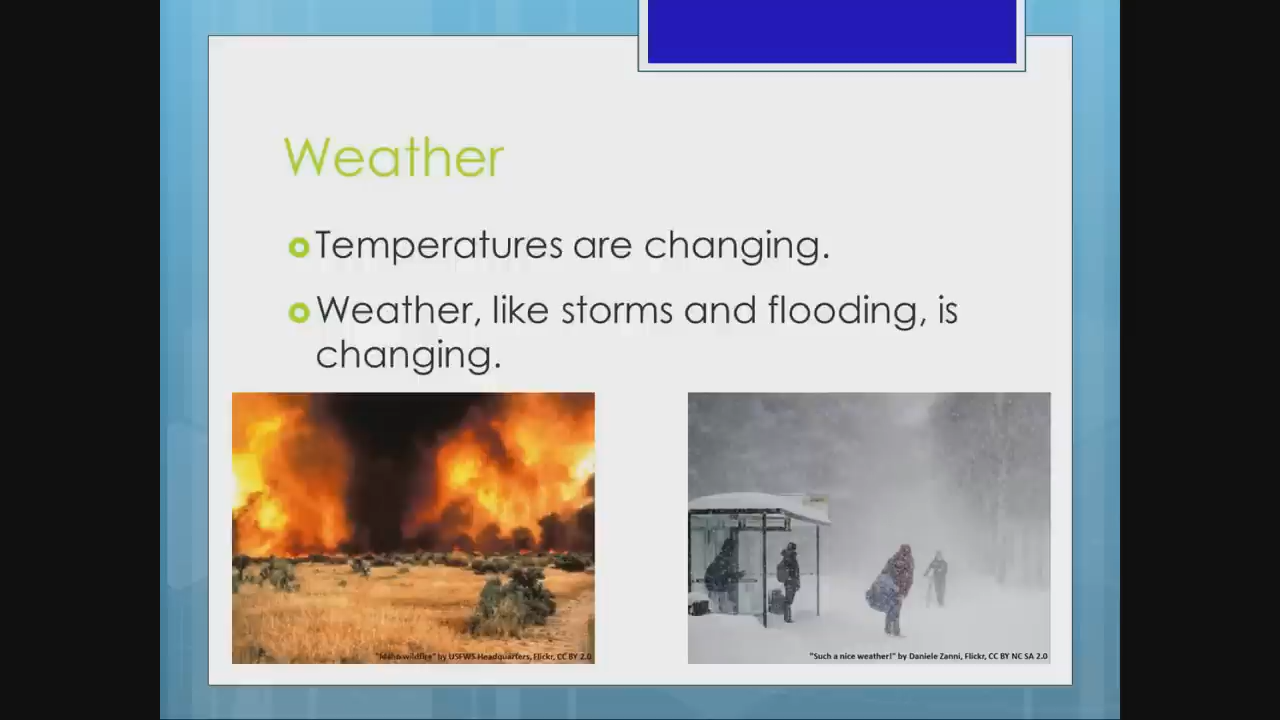 Weather
Temperatures are changing.
Weather, like storms and flooding, is
changing.
"Idaho wildfire" by USFWS Headquarters, Flickr, CC BY 2.0
"Such a nice weather!" by Daniele Zanni, Flickr, CC BY NC SA 2.0